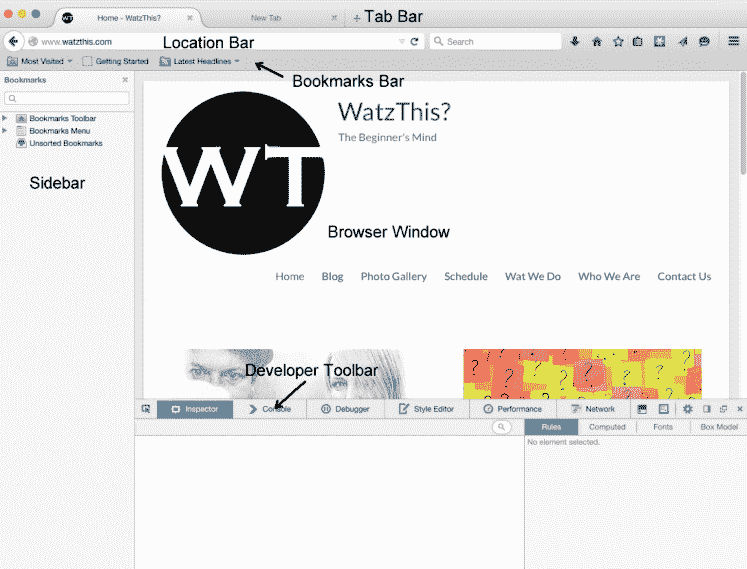 WT Home - WatzThis? × New Tab × + Tab Bar
www.watzthis.com Location Bar Search
Most Visited Getting Started Latest Headlines
Bookmarks Bar
Bookmarks ×
Bookmarks Toolbar
Bookmarks Menu
Unsorted Bookmarks
Sidebar
WatzThis?
The Beginner's Mind
WT
Browser Window
Home Blog Photo Gallery Schedule Wat We Do Who We Are Contact Us
? ? ? ? ? ? ?
Developer Toolbar
Inspector Console Debugger Style Editor Performance Network ×
Rules Computed Fonts Box Model
No element selected.